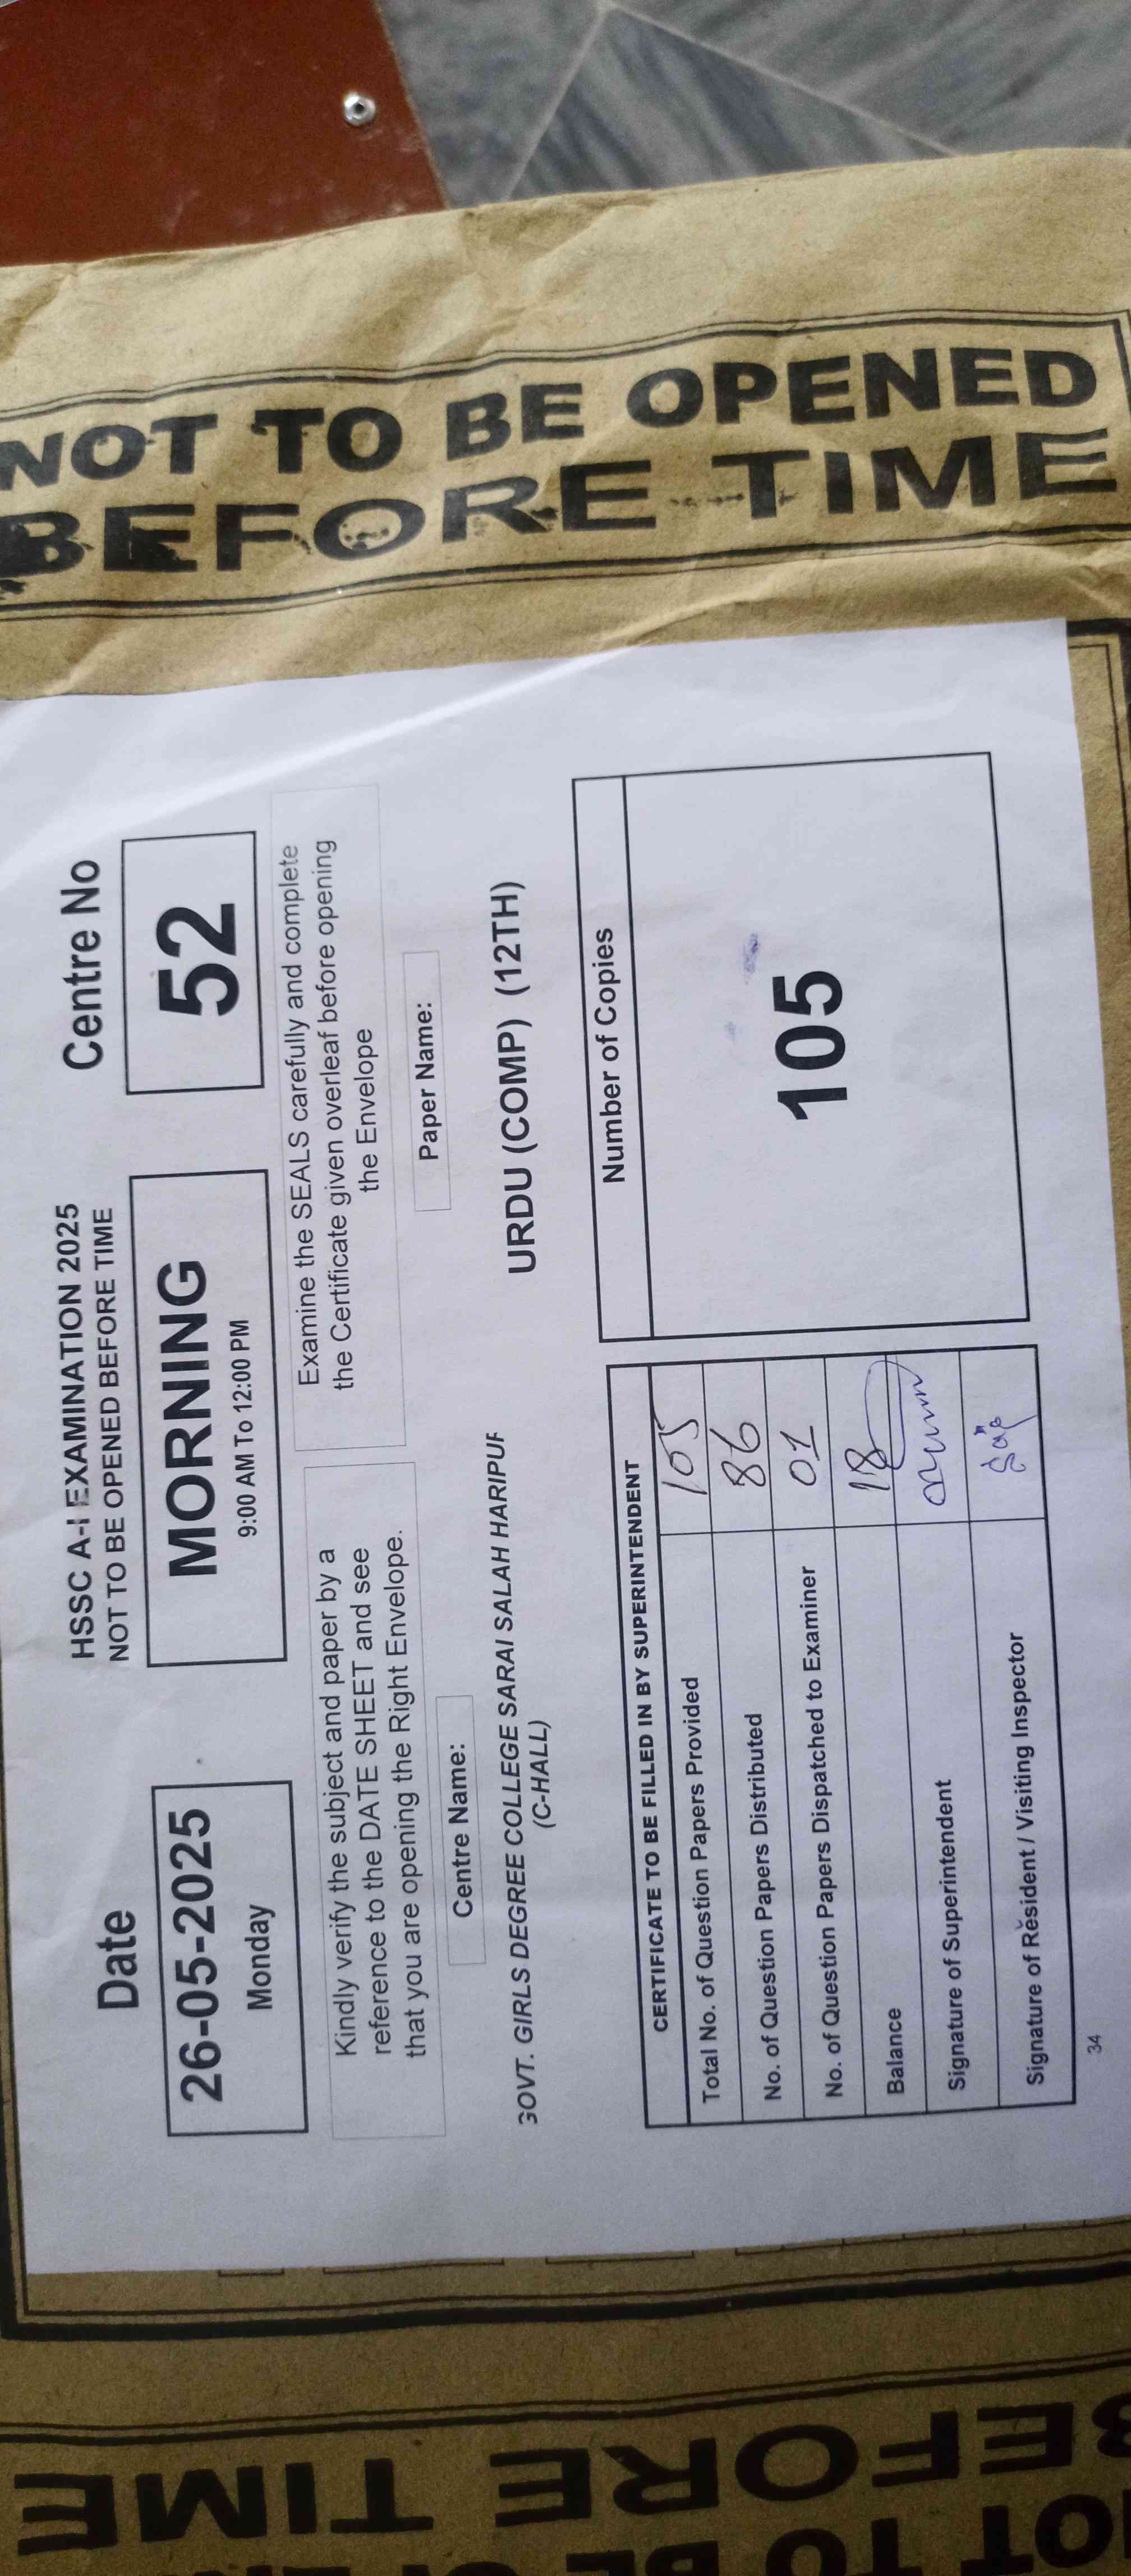 HSSC A-I EXAMINATION 2025
NOT TO BE OPENED BEFORE TIME
Date
26-05-2025
Monday
MORNING
9:00 AM To 12:00 PM
Centre No
52
Kindly verify the subject and paper by a
reference to the DATE SHEET and see
that you are opening the Right Envelope.
Examine the SEALS carefully and complete
the Certificate given overleaf before opening
the Envelope
Centre Name:
GOVT. GIRLS DEGREE COLLEGE SARAI SALAH HARIPUR
(C-HALL)
Paper Name:
URDU (COMP) (12TH)
CERTIFICATE TO BE FILLED IN BY SUPERINTENDENT
Total No. of Question Papers Provided 105
No. of Question Papers Distributed 86
No. of Question Papers Dispatched to Examiner 01
Balance 18
Signature of Superintendent
Signature of Resident / Visiting Inspector
Number of Copies
105
34
NOT TO BE OPENED
BEFORE TIME
NOT TO BE
BEFORE TIME